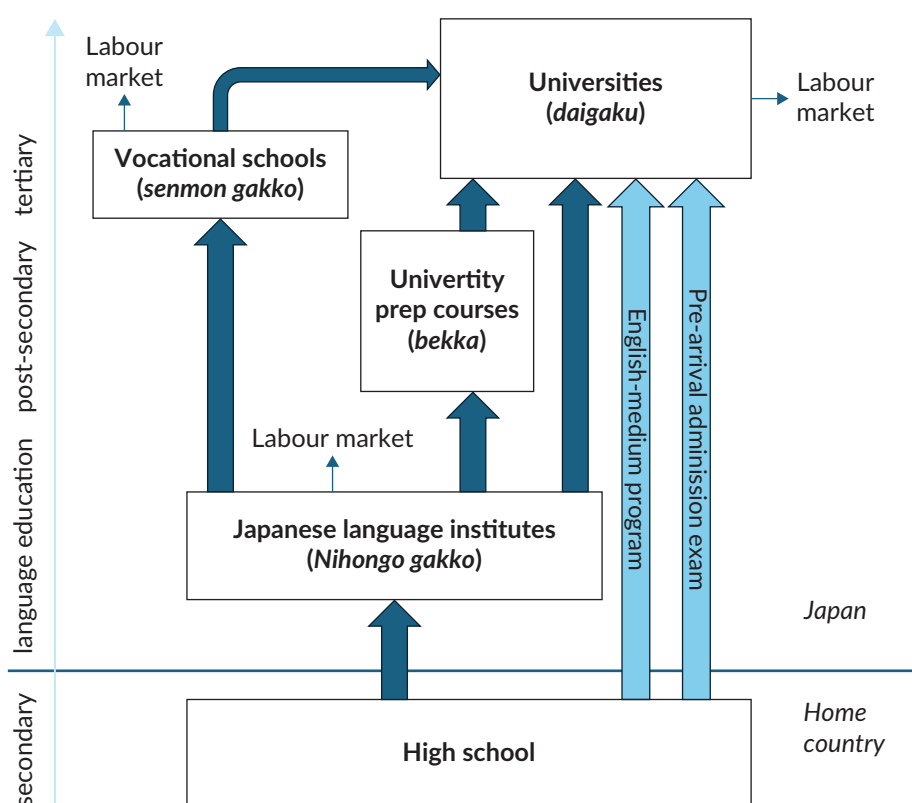 Labour
market
Universities
(daigaku)
Labour
market
Vocational schools
(senmon gakko)
Univertity
prep courses
(bekka)
English-medium program
Pre-arrival adminission exam
Labour market
Japanese language institutes
(Nihongo gakko)
Japan
High school
Home
country
tertiary
post-secondary
language education
secondary